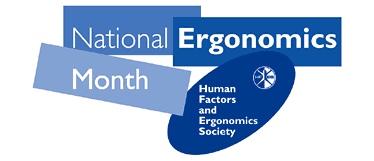 National Ergonomics
Month
Human
Factors
and
Ergonomics
Society